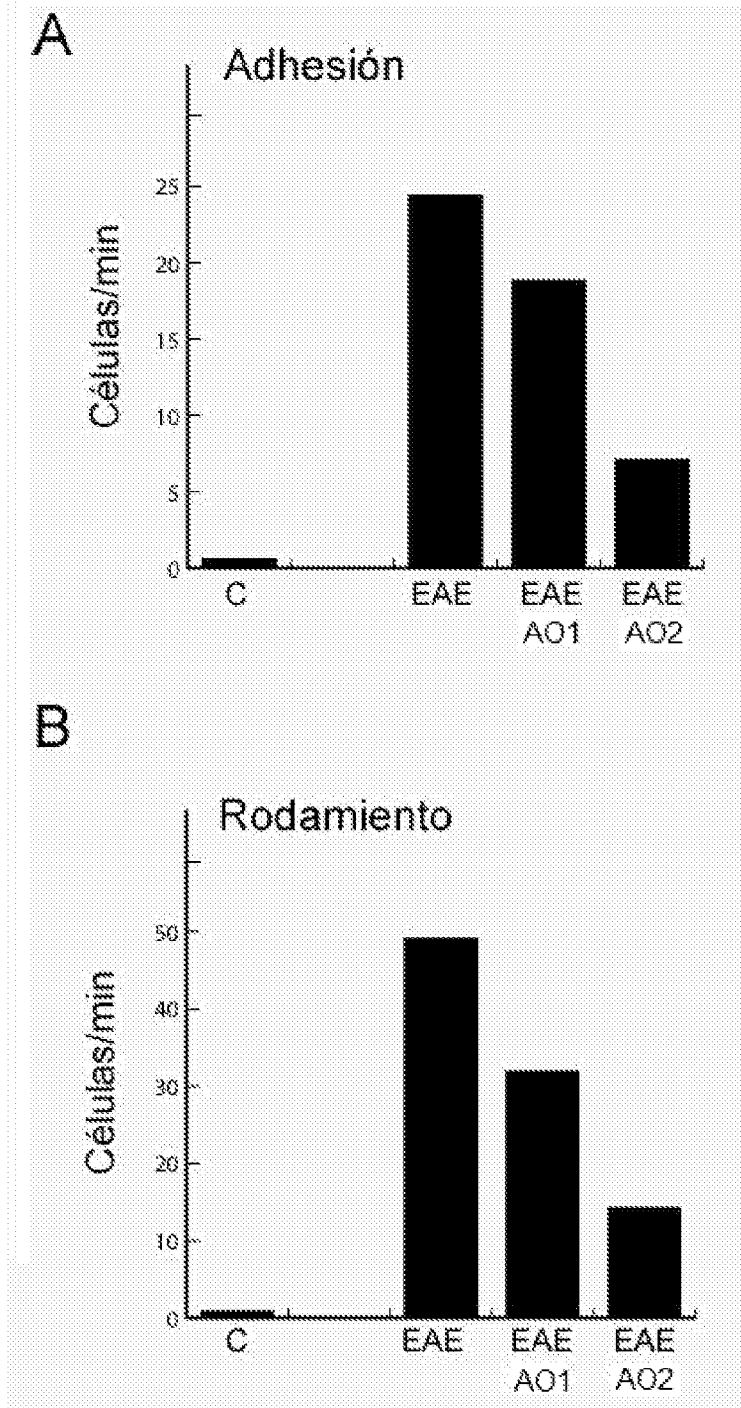 A
Adhesión
Células/min
25
20
15
10
5
0
C
EAE
EAE
EAE
AO1
AO2
B
Rodamiento
Células/min
50
40
30
20
10
0
C
EAE
EAE
EAE
AO1
AO2